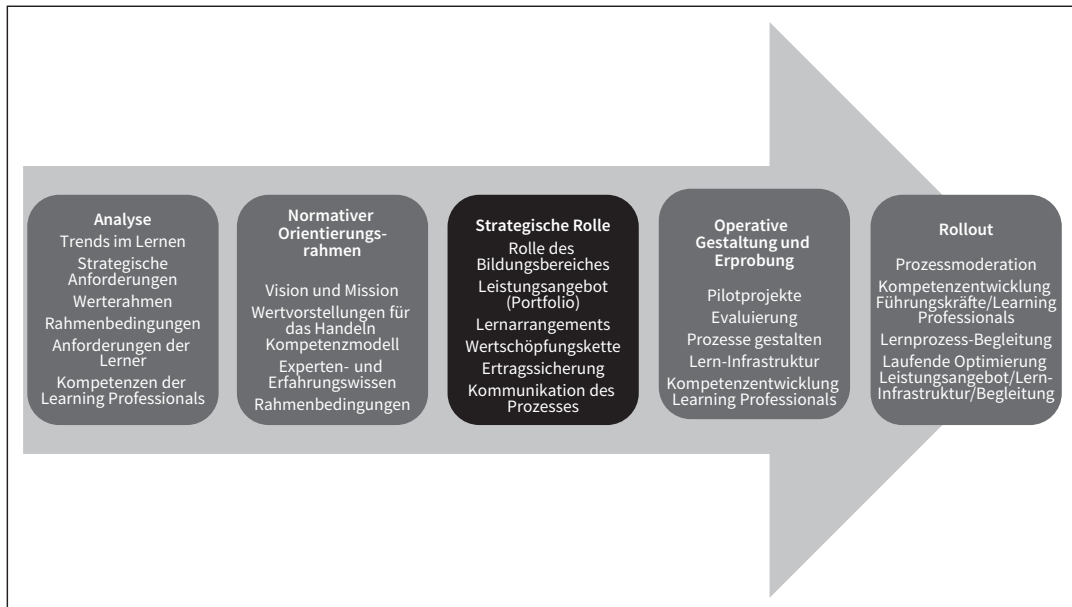 Analyse
Trends im Lernen
Strategische
Anforderungen
Werterahmen
Rahmenbedingungen
Anforderungen der
Lerner
Kompetenzen der
Learning Professionals
Normativer
Orientierungs-
rahmen
Vision und Mission
Wertvorstellungen für
das Handeln
Kompetenzmodell
Experten- und
Erfahrungswissen
Rahmenbedingungen
Strategische Rolle
Rolle des
Bildungsbereiches
Leistungsangebot
(Portfolio)
Lernarrangements
Wertschöpfungskette
Ertragssicherung
Kommunikation des
Prozesses
Operative
Gestaltung und
Erprobung
Pilotprojekte
Evaluierung
Prozesse gestalten
Lern-Infrastruktur
Kompetenzentwicklung
Learning Professionals
Rollout
Prozessmoderation
Kompetenzentwicklung
Führungskräfte/Learning
Professionals
Lernprozess-Begleitung
Laufende Optimierung
Leistungsangebot/Lern-
Infrastruktur/Begleitung